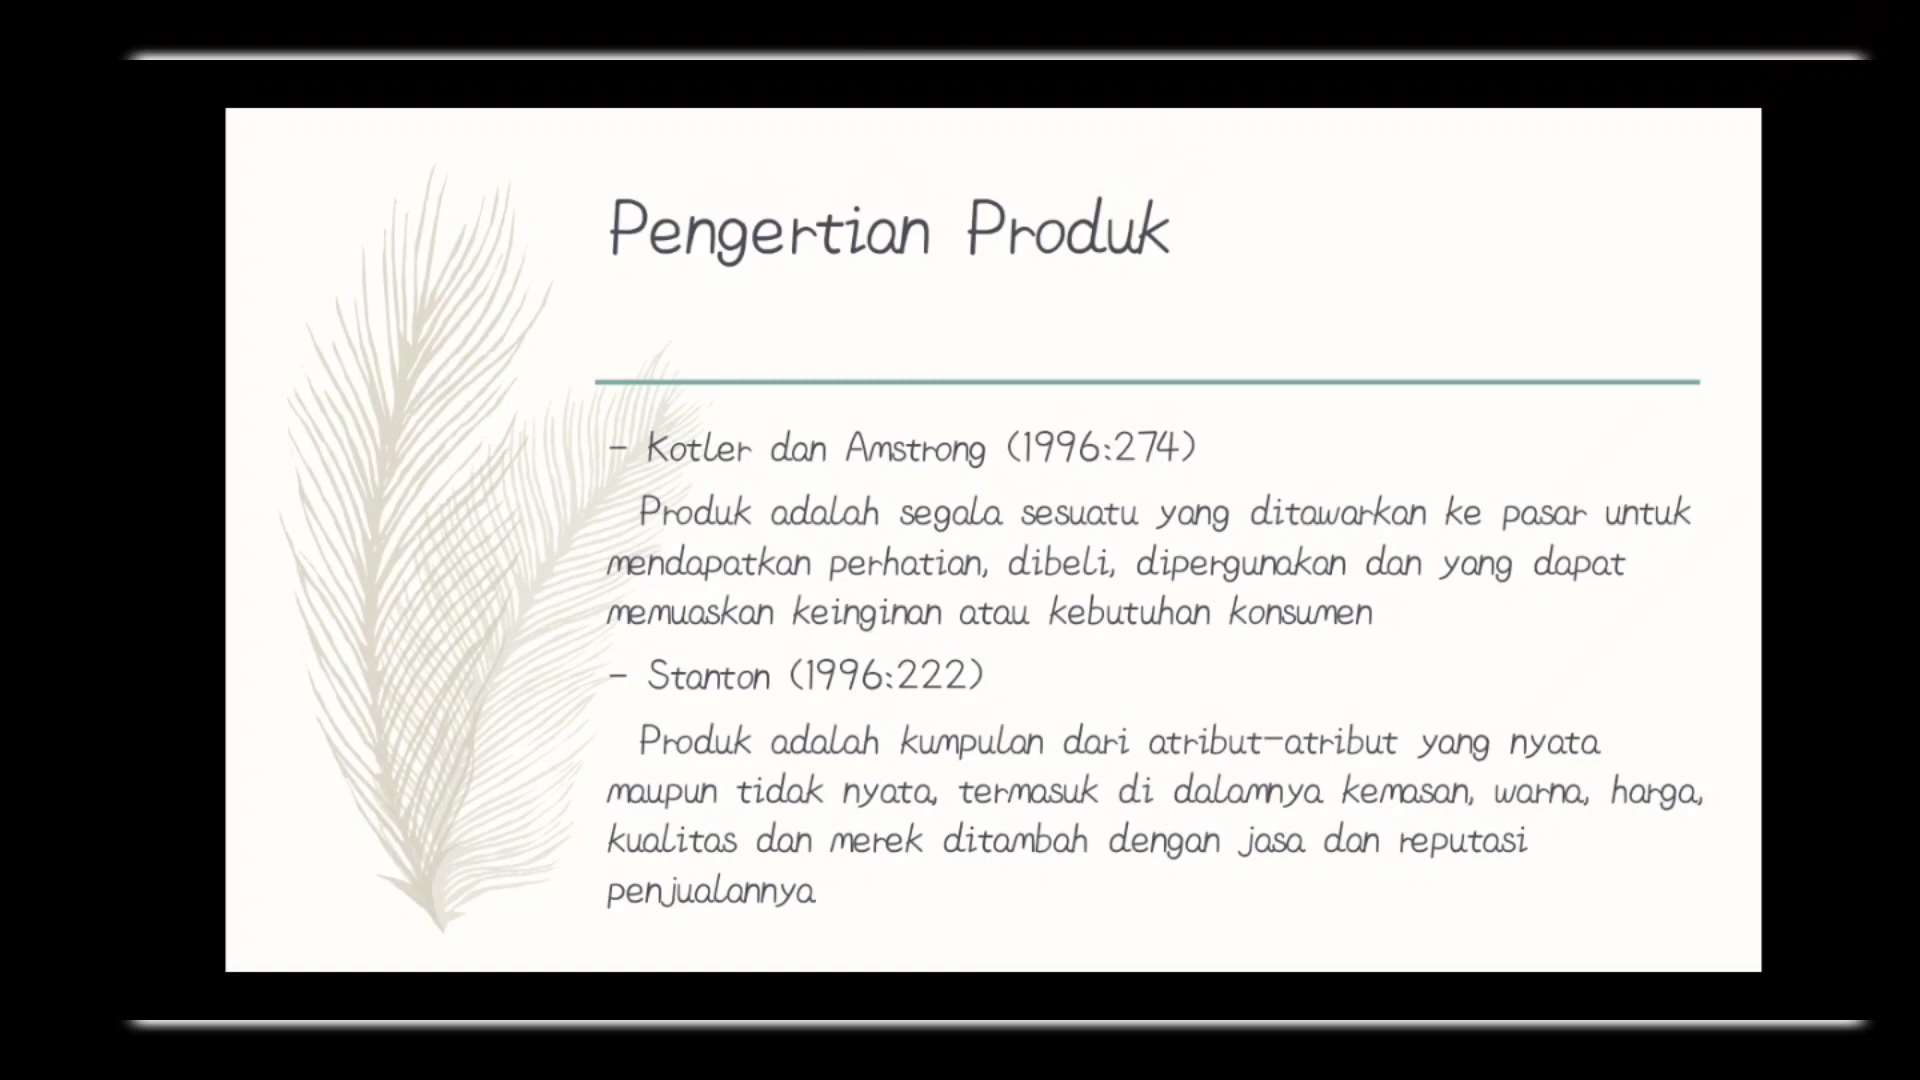 Pengertian Produk
- Kotler dan Amstrong (1996:274)
Produk adalah segala sesuatu yang ditawarkan ke pasar untuk
mendapatkan perhatian, dibeli, dipergunakan dan yang dapat
memuaskan keinginan atau kebutuhan konsumen
- Stanton (1996:222)
Produk adalah kumpulan dari atribut-atribut yang nyata
maupun tidak nyata, termasuk di dalamnya kemasan, warna, harga,
kualitas dan merek ditambah dengan jasa dan reputasi
penjualannya